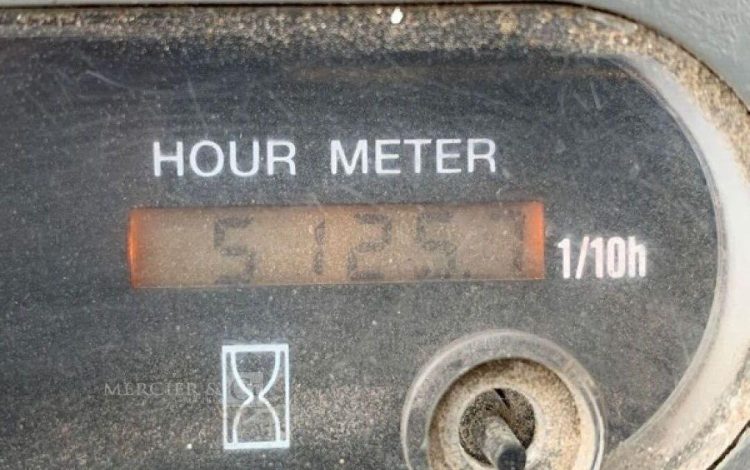 HOUR METER
5125.7 1/10h
MERCIER &